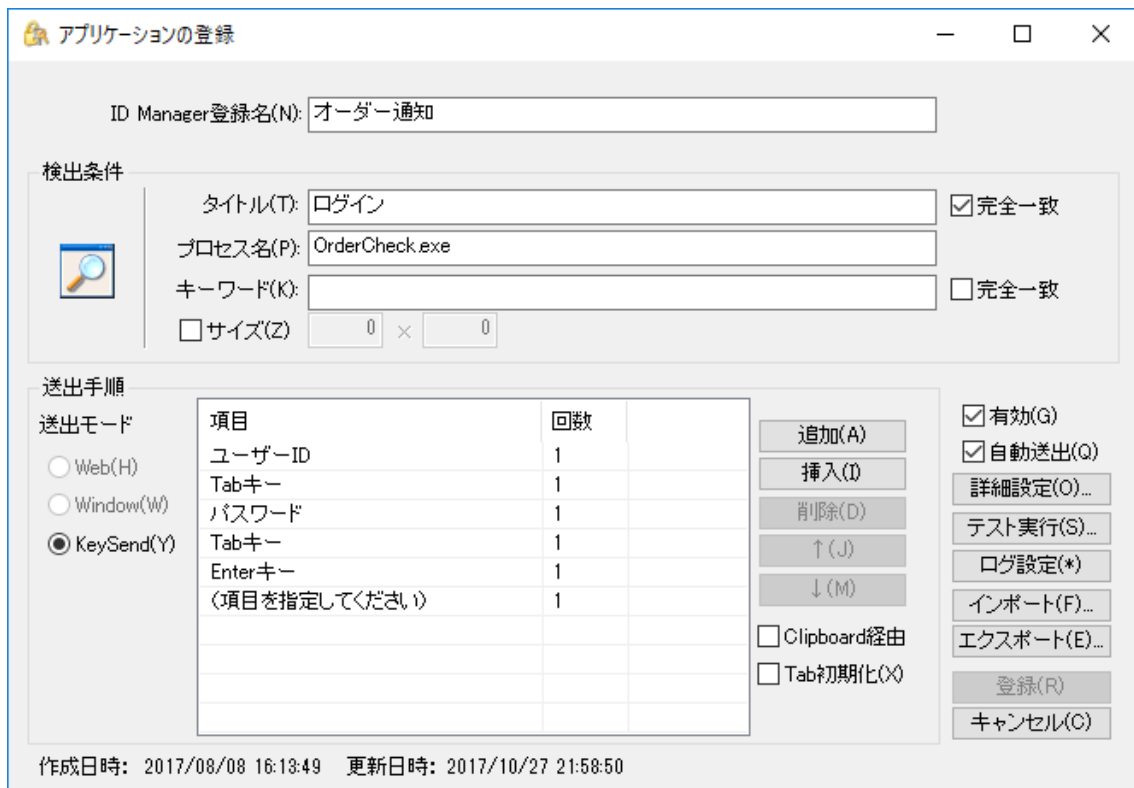 アプリケーションの登録
ID Manager登録名(N): オーダー通知
検出条件
タイトル(T): ログイン 完全一致
プロセス名(P): OrderCheck.exe
キーワード(K): 完全一致
サイズ(Z) 0 × 0
送出手順
送出モード
Web(H)
Window(W)
KeySend(Y)
項目 回数
ユーザーID 1
Tabキー 1
パスワード 1
Tabキー 1
Enterキー 1
(項目を指定してください) 1
追加(A)
挿入(I)
削除(D)
↑(J)
↓(M)
Clipboard経由
Tab初期化(X)
有効(G)
自動送出(Q)
詳細設定(O)...
テスト実行(S)...
ログ設定(*)
インポート(F)...
エクスポート(E)...
登録(R)
キャンセル(C)
作成日時: 2017/08/08 16:13:49 更新日時: 2017/10/27 21:58:50